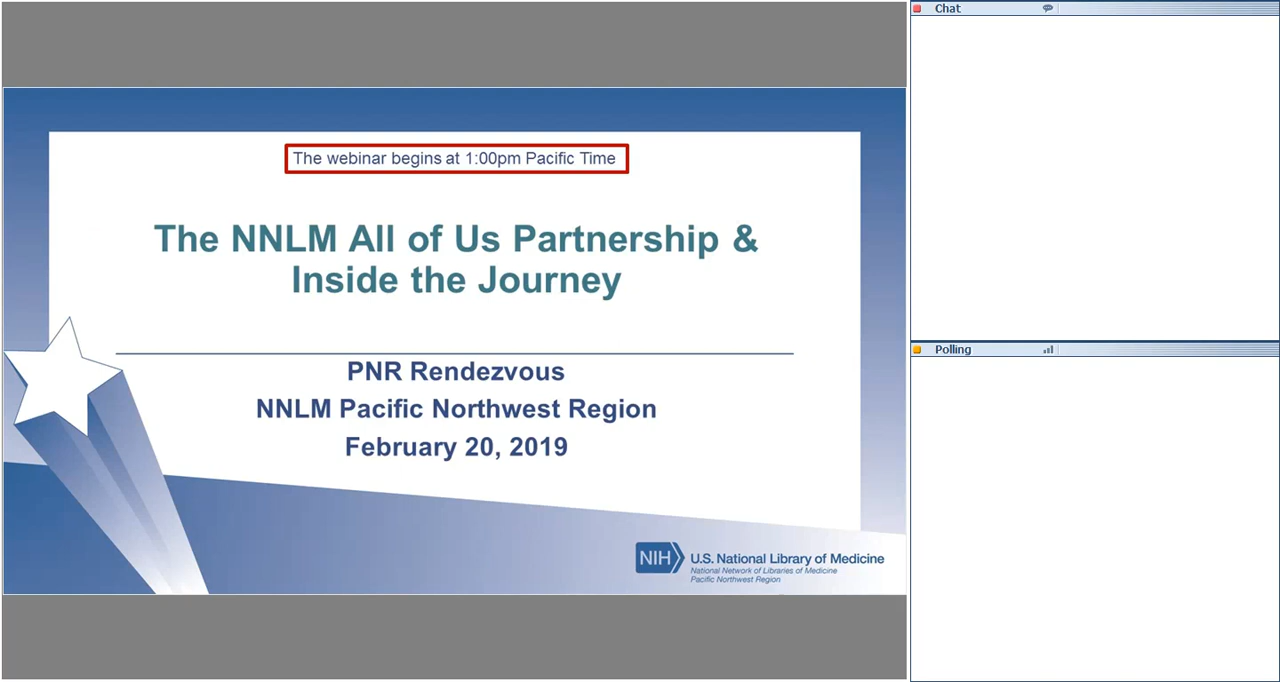 The webinar begins at 1:00pm Pacific Time
The NNLM All of Us Partnership &
Inside the Journey
PNR Rendezvous
NNLM Pacific Northwest Region
February 20, 2019
NIH U.S. National Library of Medicine
National Network of Libraries of Medicine
Pacific Northwest Region
Chat
Polling